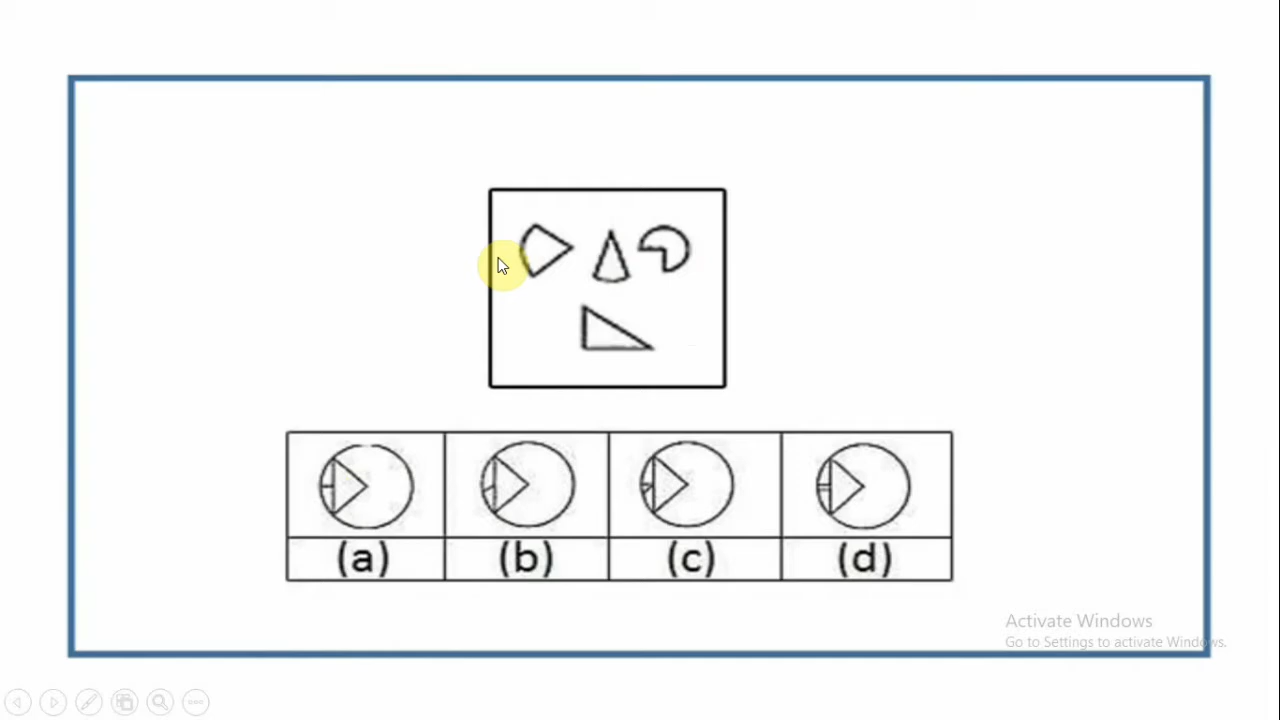 (a) (b) (c) (d)
Activate Windows
Go to Settings to activate Windows.